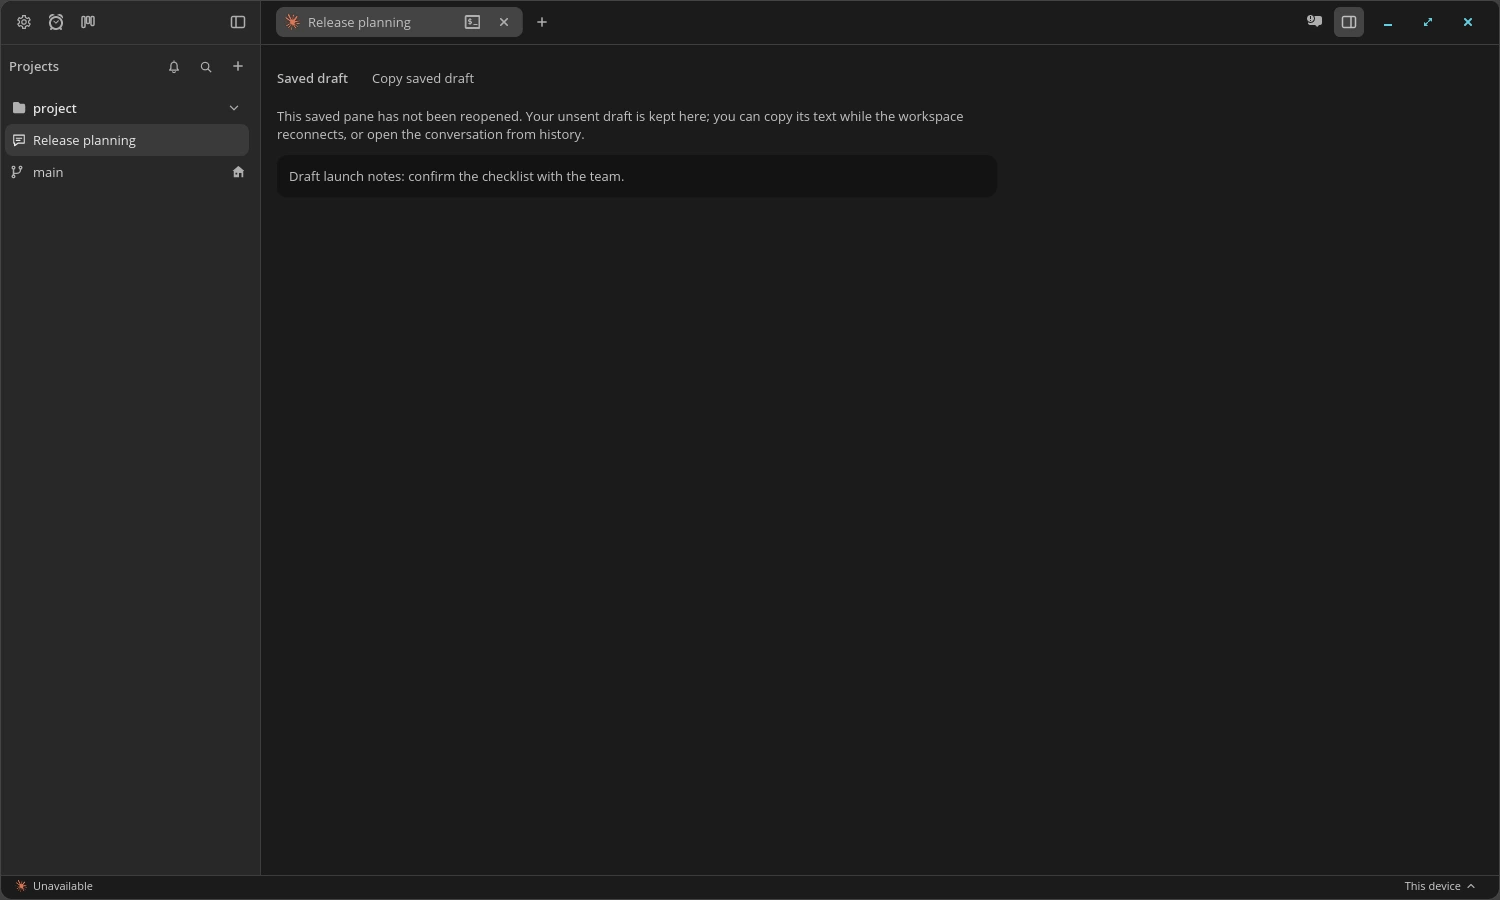 Release planning
Projects
project
Release planning
main
Saved draft
Copy saved draft
This saved pane has not been reopened. Your unsent draft is kept here; you can copy its text while the workspace
reconnects, or open the conversation from history.
Draft launch notes: confirm the checklist with the team.
Unavailable
This device